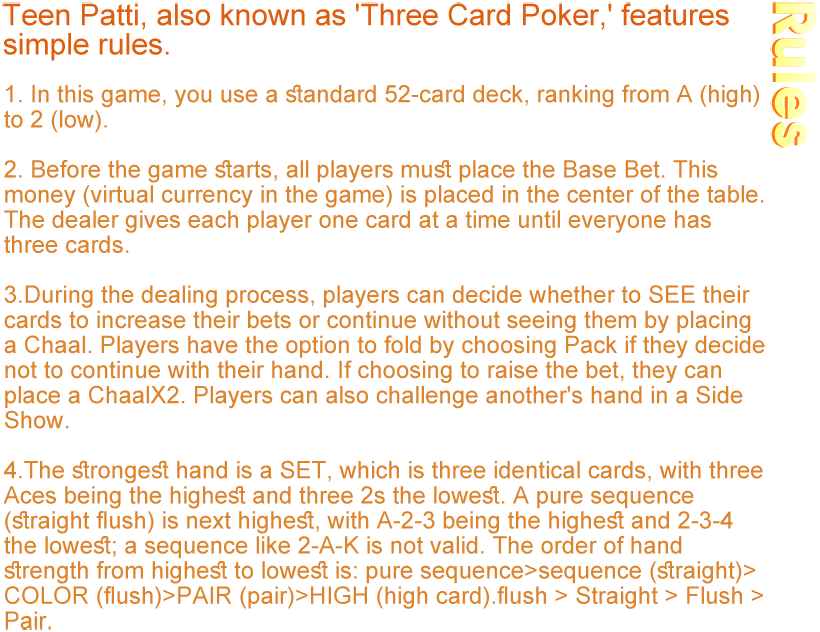 Teen Patti, also known as 'Three Card Poker,' features
simple rules.
1. In this game, you use a standard 52-card deck, ranking from A (high)
to 2 (low).
2. Before the game starts, all players must place the Base Bet. This
money (virtual currency in the game) is placed in the center of the table.
The dealer gives each player one card at a time until everyone has
three cards.
3.During the dealing process, players can decide whether to SEE their
cards to increase their bets or continue without seeing them by placing
a Chaal. Players have the option to fold by choosing Pack if they decide
not to continue with their hand. If choosing to raise the bet, they can
place a ChaalX2. Players can also challenge another's hand in a Side
Show.
4.The strongest hand is a SET, which is three identical cards, with three
Aces being the highest and three 2s the lowest. A pure sequence
(straight flush) is next highest, with A-2-3 being the highest and 2-3-4
the lowest; a sequence like 2-A-K is not valid. The order of hand
strength from highest to lowest is: pure sequence>sequence (straight)>
COLOR (flush)>PAIR (pair)>HIGH (high card).flush > Straight > Flush >
Pair.
Rules